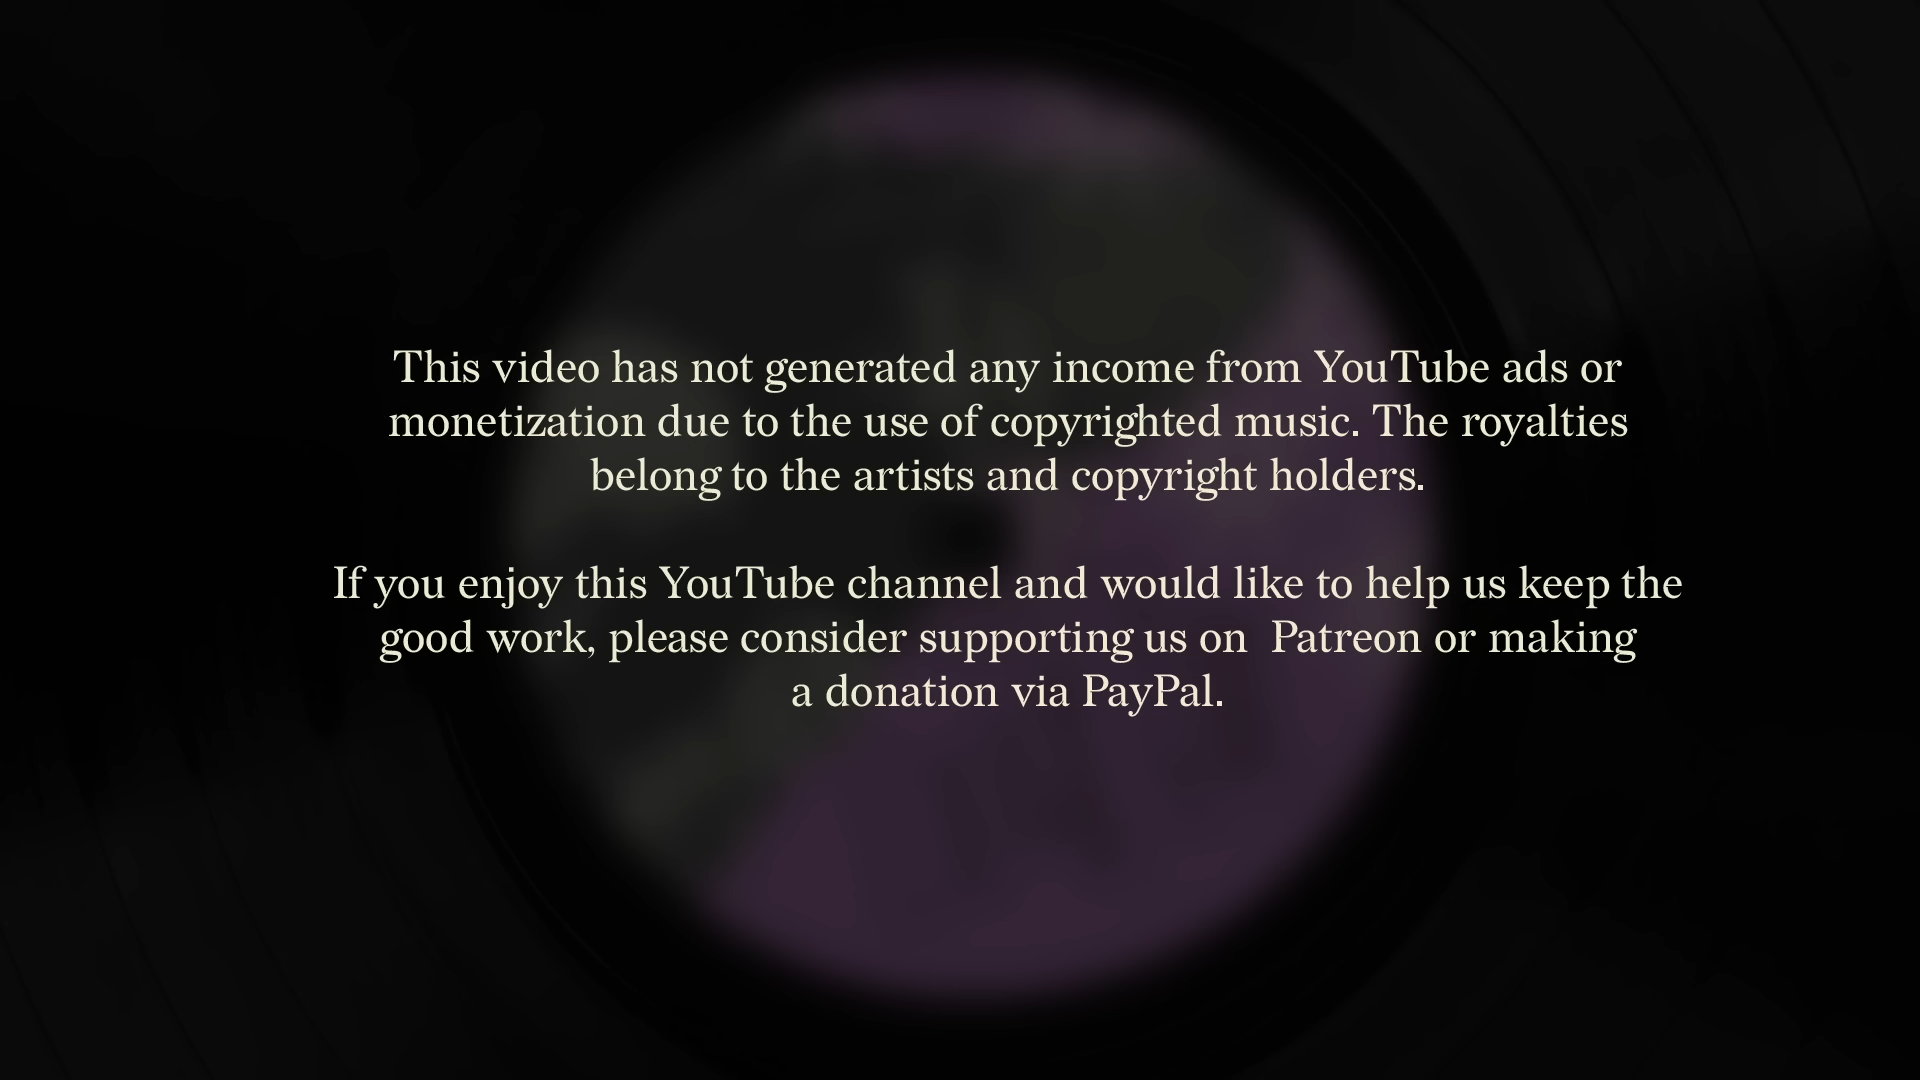 This video has not generated any income from YouTube ads or
monetization due to the use of copyrighted music. The royalties
belong to the artists and copyright holders.
If you enjoy this YouTube channel and would like to help us keep the
good work, please consider supporting us on  Patreon or making
a donation via PayPal.